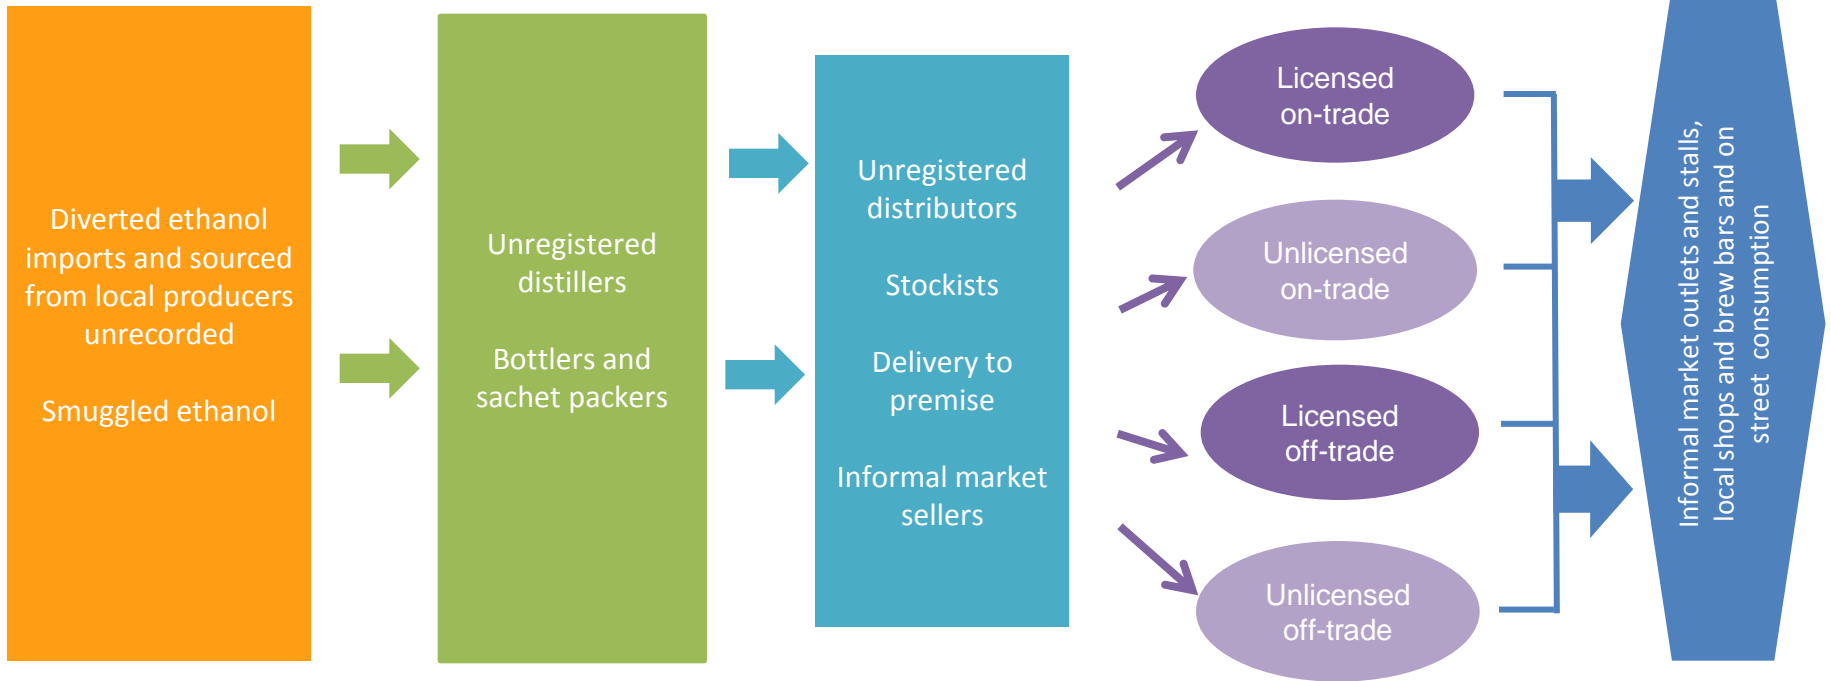 Diverted ethanol
imports and sourced
from local producers
unrecorded
Smuggled ethanol
Unregistered
distillers
Bottlers and
sachet packers
Unregistered
distributors
Stockists
Delivery to
premise
Informal market
sellers
Licensed
on-trade
Unlicensed
on-trade
Licensed
off-trade
Unlicensed
off-trade
Informal market outlets and stalls,
local shops and brew bars and on
street consumption